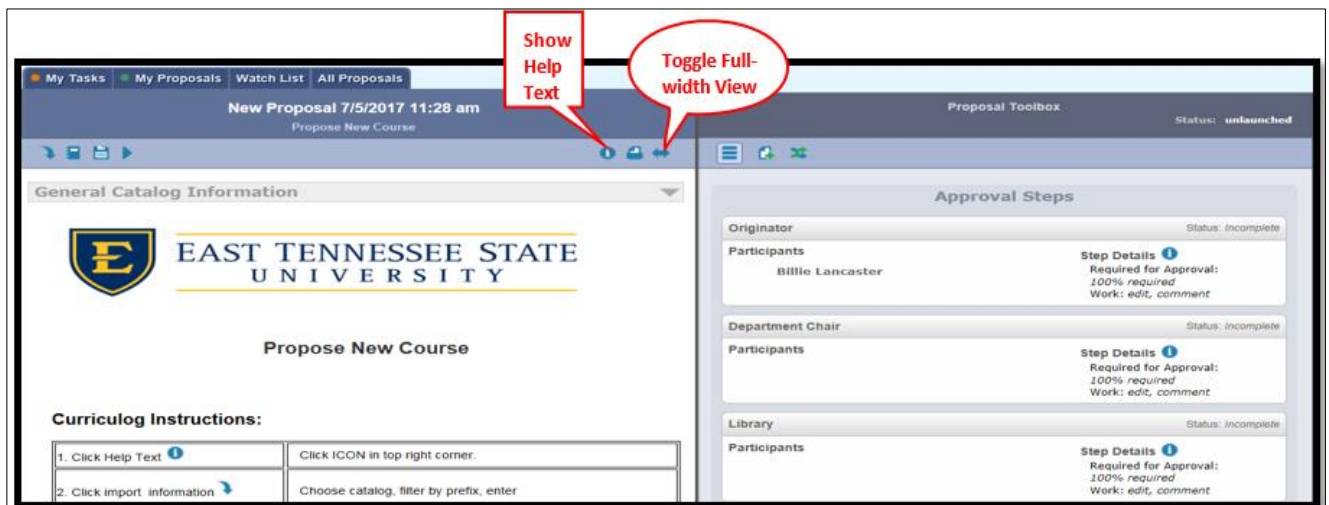 Show
Help
Text
Toggle Full-
width View
My Tasks My Proposals Watch List All Proposals
New Proposal 7/5/2017 11:28 am
Propose New Course
Proposal Toolbox
Status: unlaunched
General Catalog Information
EAST TENNESSEE STATE
UNIVERSITY
Propose New Course
Curriculog Instructions:
1. Click Help Text
Click ICON in top right corner.
2. Click import information
Choose catalog, filter by prefix, enter
Approval Steps
Originator Status: Incomplete
Participants
Billie Lancaster
Step Details
Required for Approval:
100% required
Work: edit, comment
Department Chair Status: Incomplete
Participants
Step Details
Required for Approval:
100% required
Work: edit, comment
Library Status: Incomplete
Participants
Step Details
Required for Approval:
100% required
Work: edit, comment